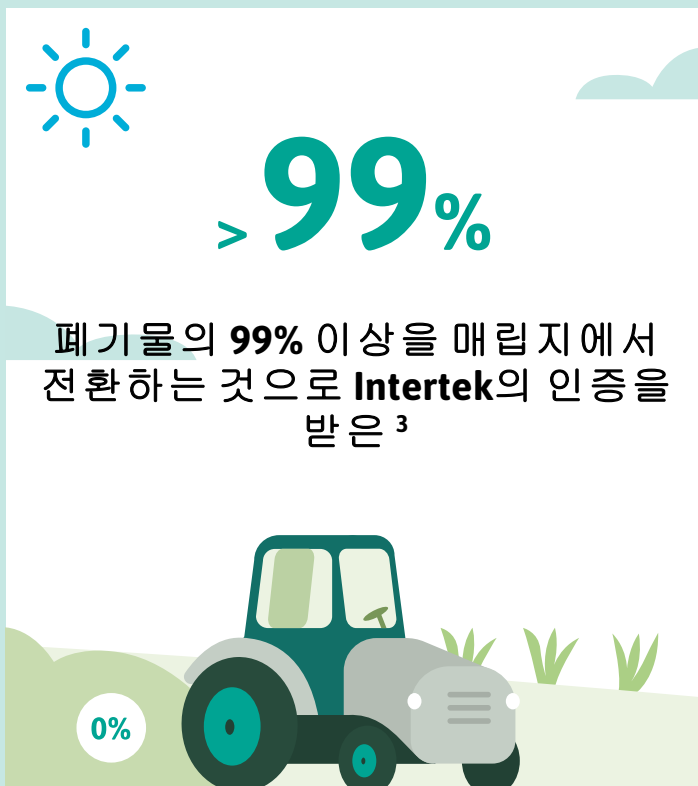 > 99%
폐기물의 99% 이상을 매립지에서
전환하는 것으로 Intertek의 인증을
받은 ³
0%